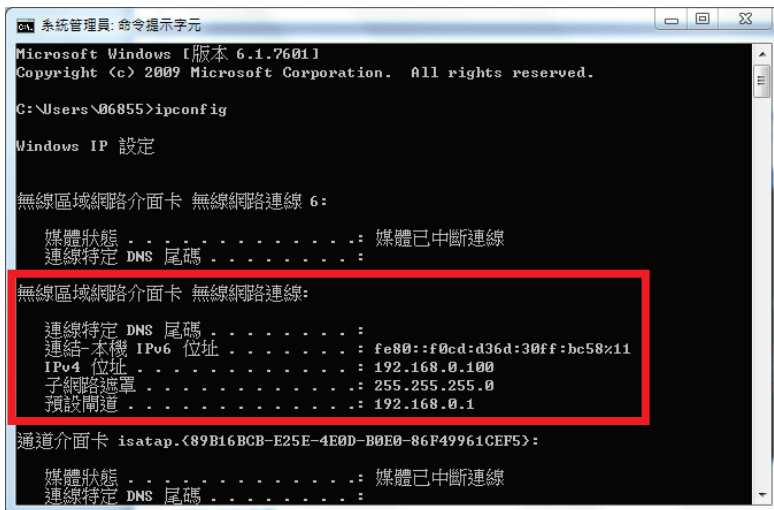 系統管理員: 命令提示字元
Microsoft Windows [版本 6.1.7601]
Copyright (c) 2009 Microsoft Corporation.  All rights reserved.
C:\Users\06855>ipconfig
Windows IP 設定
無線區域網路介面卡 無線網路連線 6:
媒體狀態 . . . . . . . . . . . . .: 媒體已中斷連線
連線特定 DNS 尾碼 . . . . . . . . :
無線區域網路介面卡 無線網路連線:
連線特定 DNS 尾碼 . . . . . . . . :
連結-本機 IPv6 位址 . . . . . . . : fe80::f0cd:d36d:30ff:bc58%11
IPv4 位址 . . . . . . . . . . . . : 192.168.0.100
子網路遮罩 . . . . . . . . . . . .: 255.255.255.0
預設閘道 . . . . . . . . . . . . .: 192.168.0.1
通道介面卡 isatap.{89B16BCB-E25E-4E0D-B0E0-86F49961CEF5}:
媒體狀態 . . . . . . . . . . . . .: 媒體已中斷連線
連線特定 DNS 尾碼 . . . . . . . . :